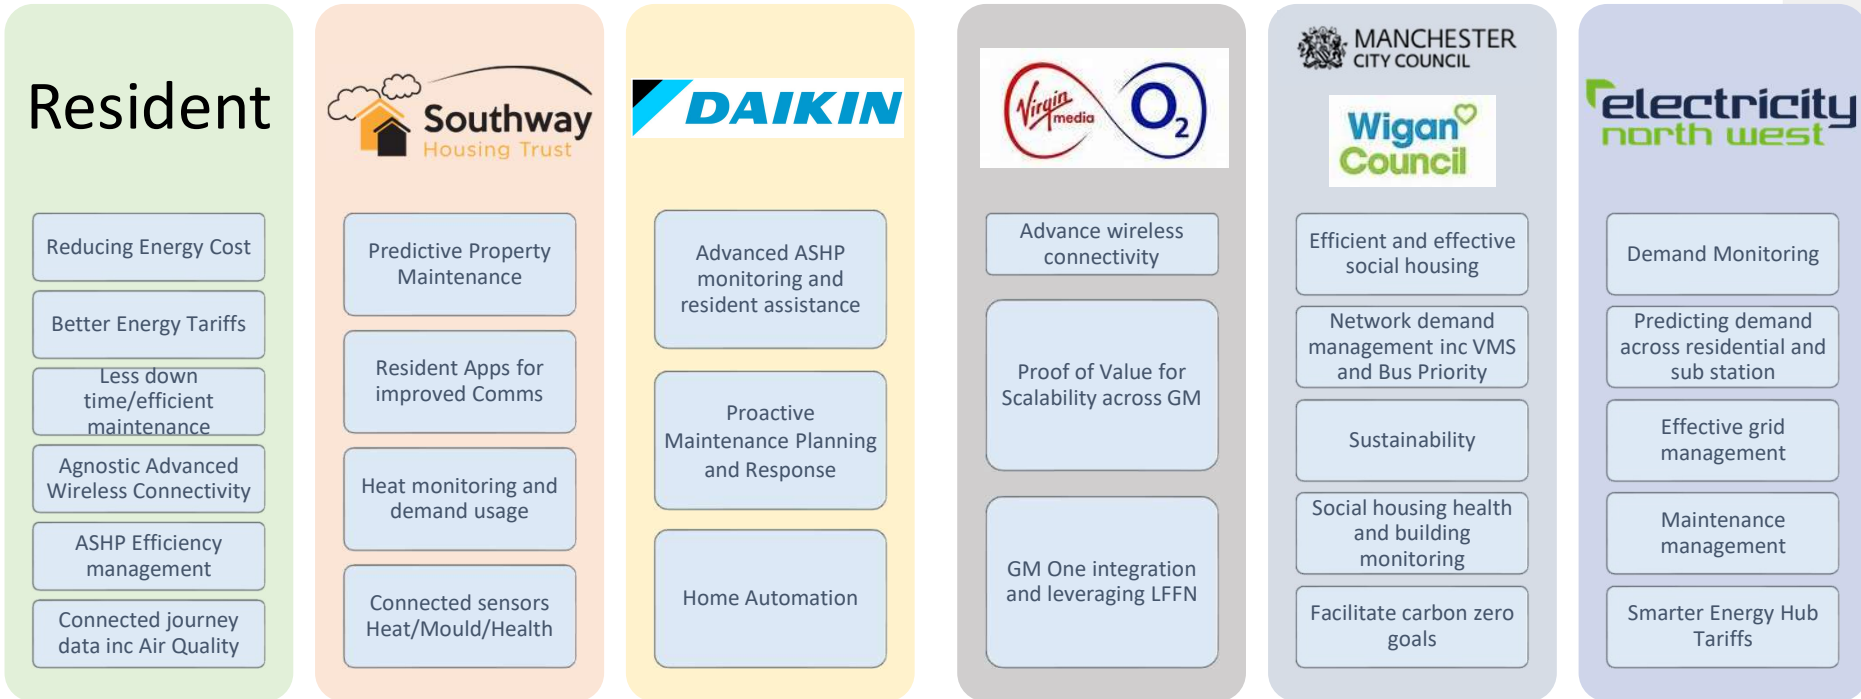 Resident
Reducing Energy Cost
Better Energy Tariffs
Less down
time/efficient
maintenance
Agnostic Advanced
Wireless Connectivity
ASHP Efficiency
management
Connected journey
data inc Air Quality
Southway
Housing Trust
Predictive Property
Maintenance
Resident Apps for
improved Comms
Heat monitoring and
demand usage
Connected sensors
Heat/Mould/Health
DAIKIN
Advanced ASHP
monitoring and
resident assistance
Proactive
Maintenance Planning
and Response
Home Automation
Virgin
media
O2
Advance wireless
connectivity
Proof of Value for
Scalability across GM
GM One integration
and leveraging LFFN
MANCHESTER
CITY COUNCIL
Wigan
Council
Efficient and effective
social housing
Network demand
management inc VMS
and Bus Priority
Sustainability
Social housing health
and building
monitoring
Facilitate carbon zero
goals
electricity
north west
Demand Monitoring
Predicting demand
across residential and
sub station
Effective grid
management
Maintenance
management
Smarter Energy Hub
Tariffs